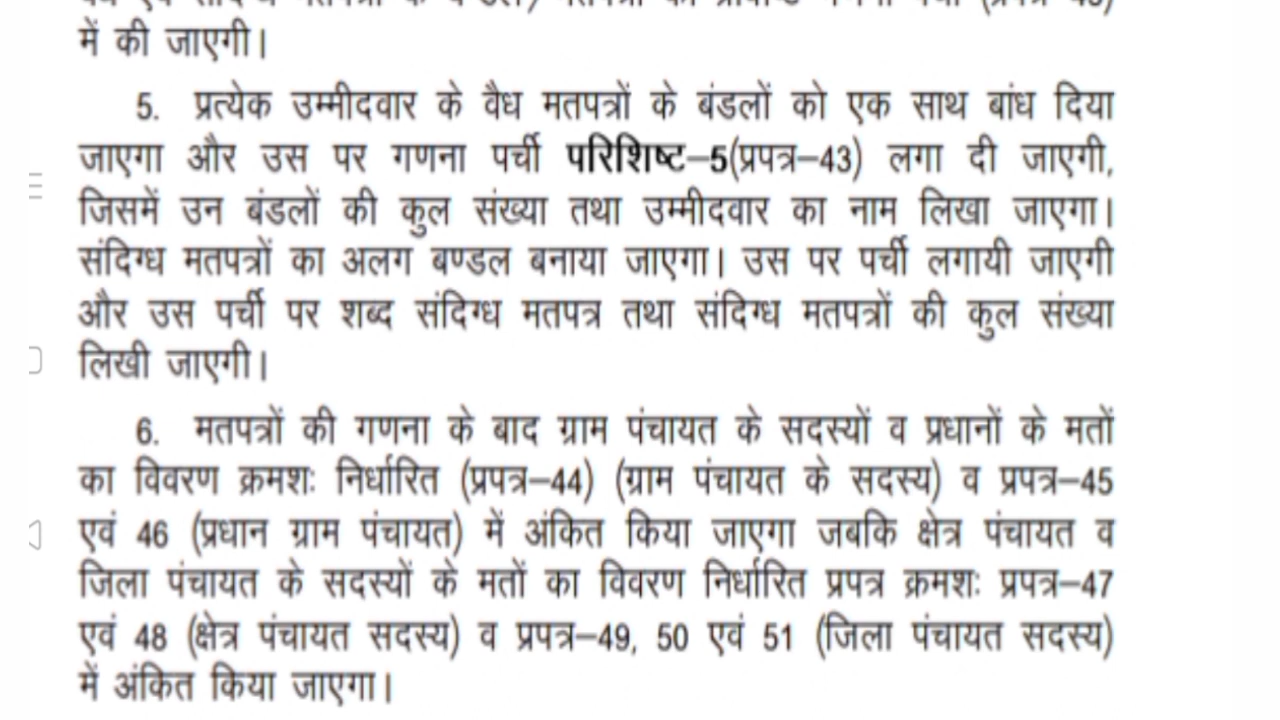 में की जाएगी।
5. प्रत्येक उम्मीदवार के वैध मतपत्रों के बंडलों को एक साथ बांध दिया
जाएगा और उस पर गणना पर्ची परिशिष्ट–5(प्रपत्र–43) लगा दी जाएगी,
जिसमें उन बंडलों की कुल संख्या तथा उम्मीदवार का नाम लिखा जाएगा।
संदिग्ध मतपत्रों का अलग बण्डल बनाया जाएगा। उस पर पर्ची लगायी जाएगी
और उस पर्ची पर शब्द संदिग्ध मतपत्र तथा संदिग्ध मतपत्रों की कुल संख्या
लिखी जाएगी।
6. मतपत्रों की गणना के बाद ग्राम पंचायत के सदस्यों व प्रधानों के मतों
का विवरण क्रमशः निर्धारित (प्रपत्र–44) (ग्राम पंचायत के सदस्य) व प्रपत्र–45
एवं 46 (प्रधान ग्राम पंचायत) में अंकित किया जाएगा जबकि क्षेत्र पंचायत व
जिला पंचायत के सदस्यों के मतों का विवरण निर्धारित प्रपत्र क्रमशः प्रपत्र–47
एवं 48 (क्षेत्र पंचायत सदस्य) व प्रपत्र–49, 50 एवं 51 (जिला पंचायत सदस्य)
में अंकित किया जाएगा।